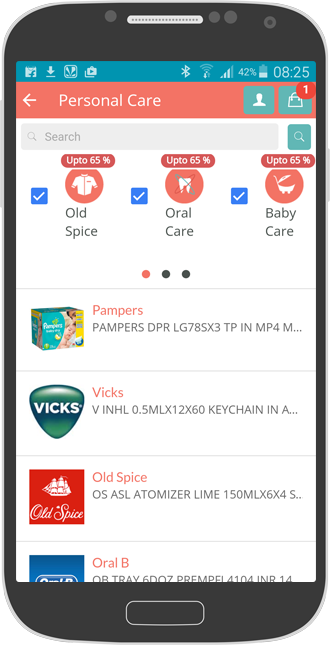 42% 08:25
Personal Care
1
Search
Upto 65 % Upto 65 % Upto 65 %
Old Spice
Oral Care
Baby Care
Pampers
Pampers
PAMPERS DPR LG78SX3 TP IN MP4 M...
Vicks
VICKS
V INHL 0.5MLX12X60 KEYCHAIN IN A...
Old Spice
Old Spice
OS ASL ATOMIZER LIME 150MLX6X4 S...
Oral B
OB TRAY 6DOZ PREMPFL4104 INR 14